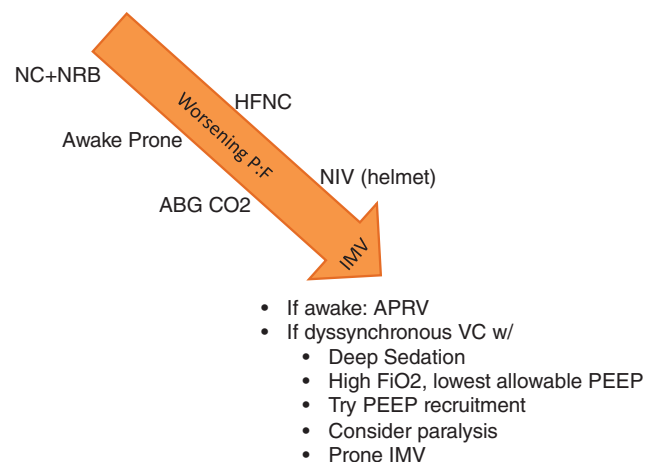 NC+NRB
HFNC
Worsening P:F
Awake Prone
NIV (helmet)
ABG CO2
IMV
• If awake: APRV
• If dyssynchronous VC w/
• Deep Sedation
• High FiO2, lowest allowable PEEP
• Try PEEP recruitment
• Consider paralysis
• Prone IMV